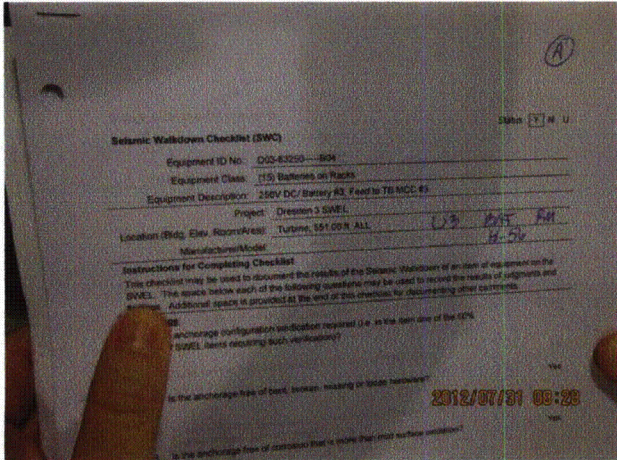 A
Status Y N U
Seismic Walkdown Checklist (SWC)
Equipment ID No. D03-83250-----B04
Equipment Class (15) Batteries on Racks
Equipment Description 250V DC/ Battery #3, Feed to TB MCC #3
Project Dresden 3 SWEL
Location (Bldg, Elev, Room/Area) Turbine, 551.00 ft, ALL U3 BAT RM
Manufacturer/Model H-56
Instructions for Completing Checklist
This checklist may be used to document the results of the Seismic Walkdown of an item of equipment on the
SWEL. The space below each of the following questions may be used to record the results of judgments and
Additional space is provided at the end of this checklist for documenting other comments.
anchorage configuration verification required (i.e. is the item one of the 50%
SWEL items requiring such verification)?
Is the anchorage free of bent, broken, missing or loose hardware? Yes
2012/07/31 09:28
Is the anchorage free of corrosion that is more than mild surface oxidation? Yes